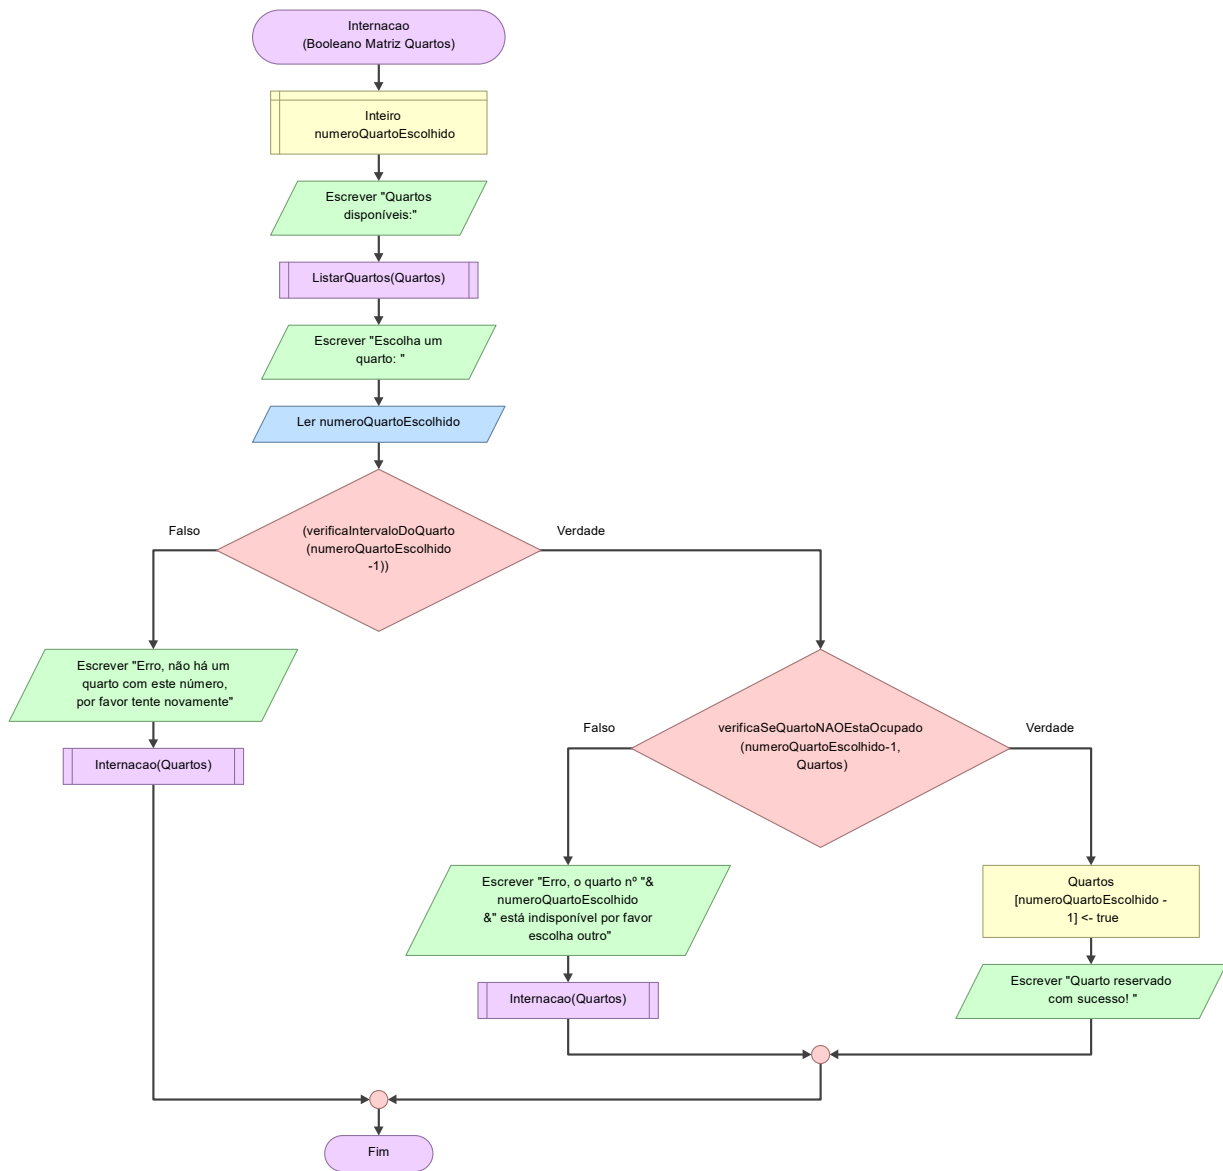 Internacao
(Booleano Matriz Quartos)
Inteiro
numeroQuartoEscolhido
Escrever "Quartos
disponíveis:"
ListarQuartos(Quartos)
Escrever "Escolha um
quarto: "
Ler numeroQuartoEscolhido
Falso
(verificaIntervaloDoQuarto
(numeroQuartoEscolhido
-1))
Verdade
Escrever "Erro, não há um
quarto com este número,
por favor tente novamente"
Internacao(Quartos)
Falso
verificaSeQuartoNAOEstaOcupado
(numeroQuartoEscolhido-1,
Quartos)
Verdade
Escrever "Erro, o quarto nº "&
numeroQuartoEscolhido
&" está indisponível por favor
escolha outro"
Internacao(Quartos)
Quartos
[numeroQuartoEscolhido -
1] <- true
Escrever "Quarto reservado
com sucesso! "
Fim